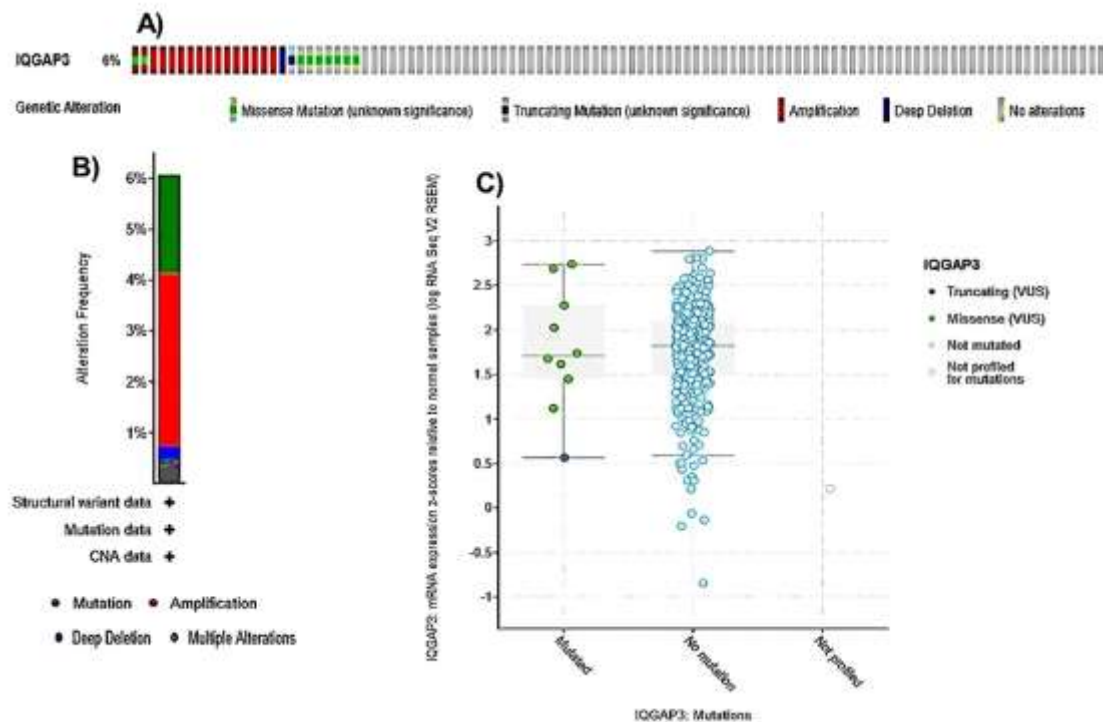 A)
IQGAP3 6%
Genetic Alteration Missense Mutation (unknown significance) Truncating Mutation (unknown significance) Amplification Deep Deletion No alterations
B)
Alteration Frequency
6%
5%
4%
3%
2%
1%
Structural variant data +
Mutation data +
CNA data +
Mutation Amplification
Deep Deletion Multiple Alterations
C)
IQGAP3: mRNA expression z-scores relative to normal samples (log RNA Seq V2 RSEM)
3
2.5
2
1.5
1
0.5
0
-0.5
-1
Mutated
No mutation
Not profiled
IQGAP3: Mutations
IQGAP3
Truncating (VUS)
Missense (VUS)
Not mutated
Not profiled
for mutations